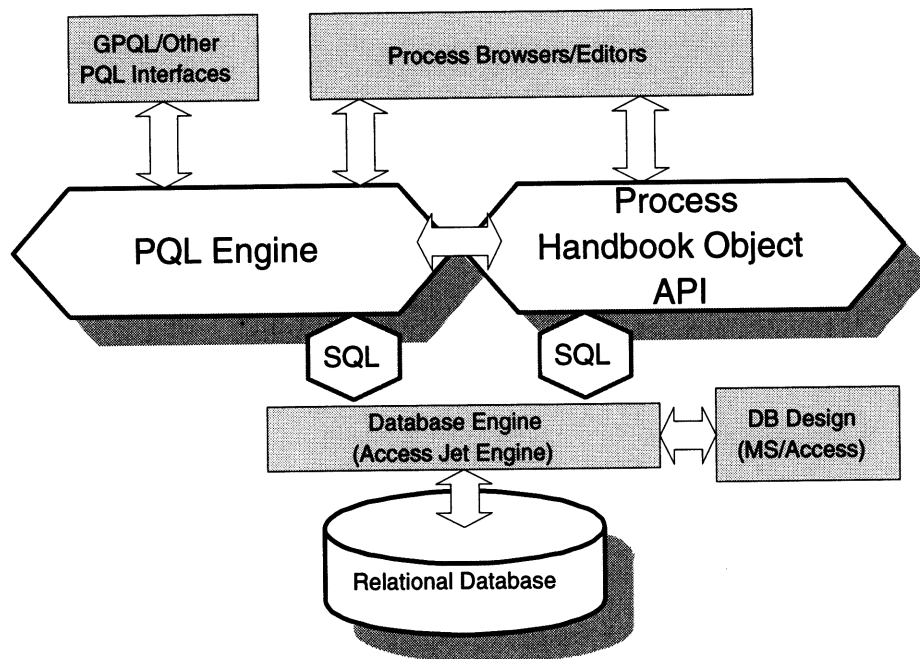 GPQL/Other
PQL Interfaces
Process Browsers/Editors
PQL Engine
Process
Handbook Object
API
SQL
SQL
Database Engine
(Access Jet Engine)
DB Design
(MS/Access)
Relational Database